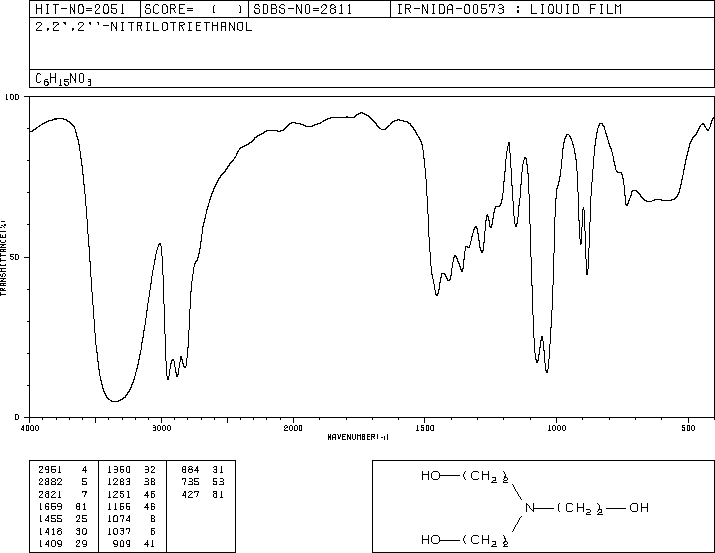 HIT-NO=2051 SCORE= ( ) SDBS-NO=2811 IR-NIDA-00573 : LIQUID FILM
2,2',2''-NITRILOTRIETHANOL
C6H15NO3
100
50
0
TRANSMITTANCE(%)
4000 3000 2000 1500 1000 500
WAVENUMBER(-1)
2961 4 1360 32 884 31
2882 5 1283 38 735 53
2821 7 1251 46 427 81
1669 81 1166 46
1455 25 1074 8
1416 30 1037 6
1409 29 909 41
HO—(CH2)2
N—(CH2)2—OH
HO—(CH2)2